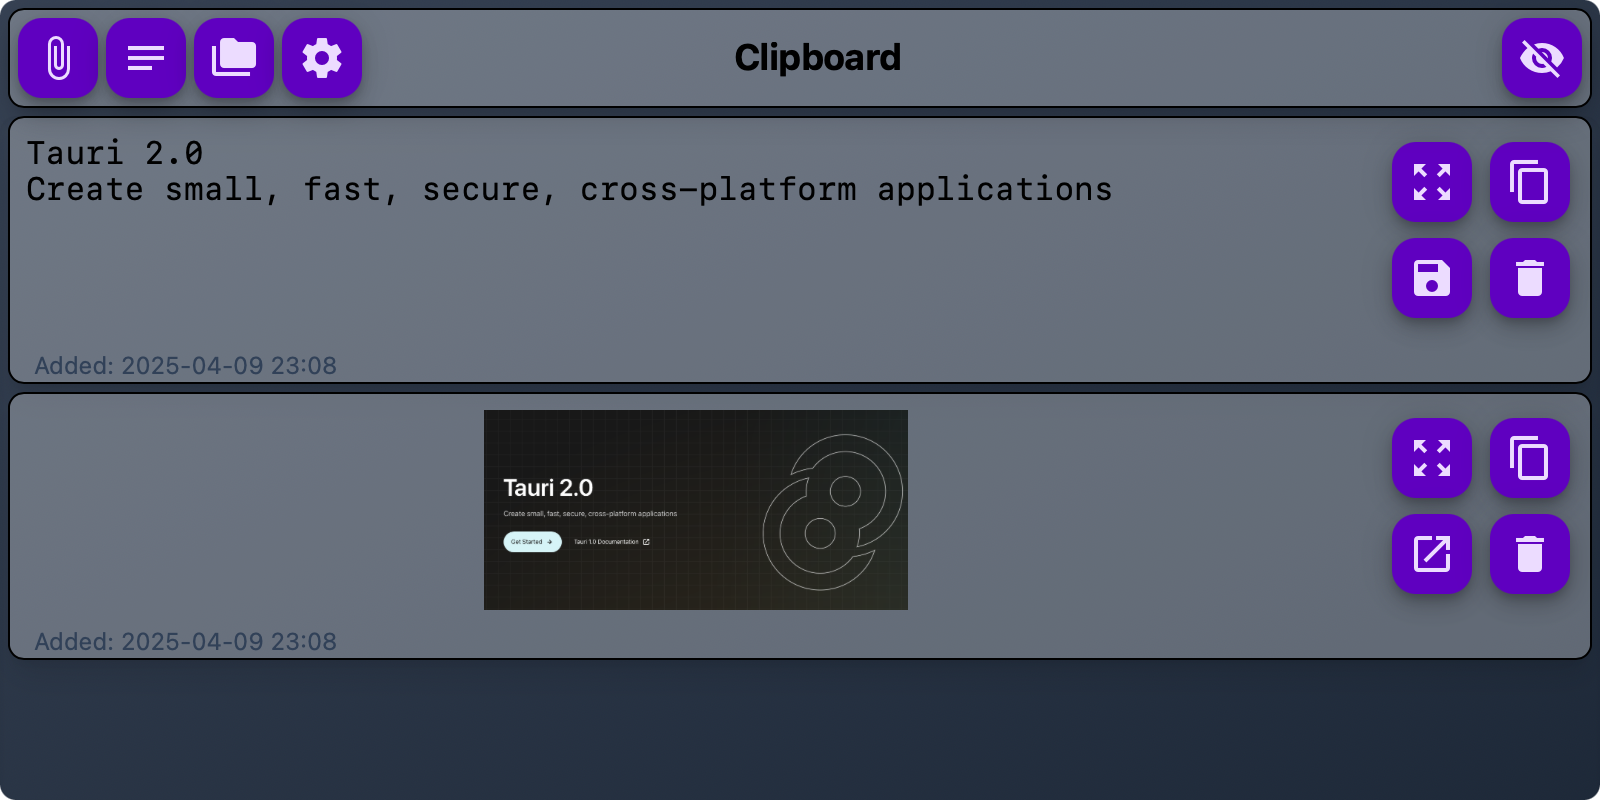 Clipboard
Tauri 2.0
Create small, fast, secure, cross-platform applications
Added: 2025-04-09 23:08
Tauri 2.0
Create small, fast, secure, cross-platform applications
Get Started
Tauri 1.0 Documentation
Added: 2025-04-09 23:08